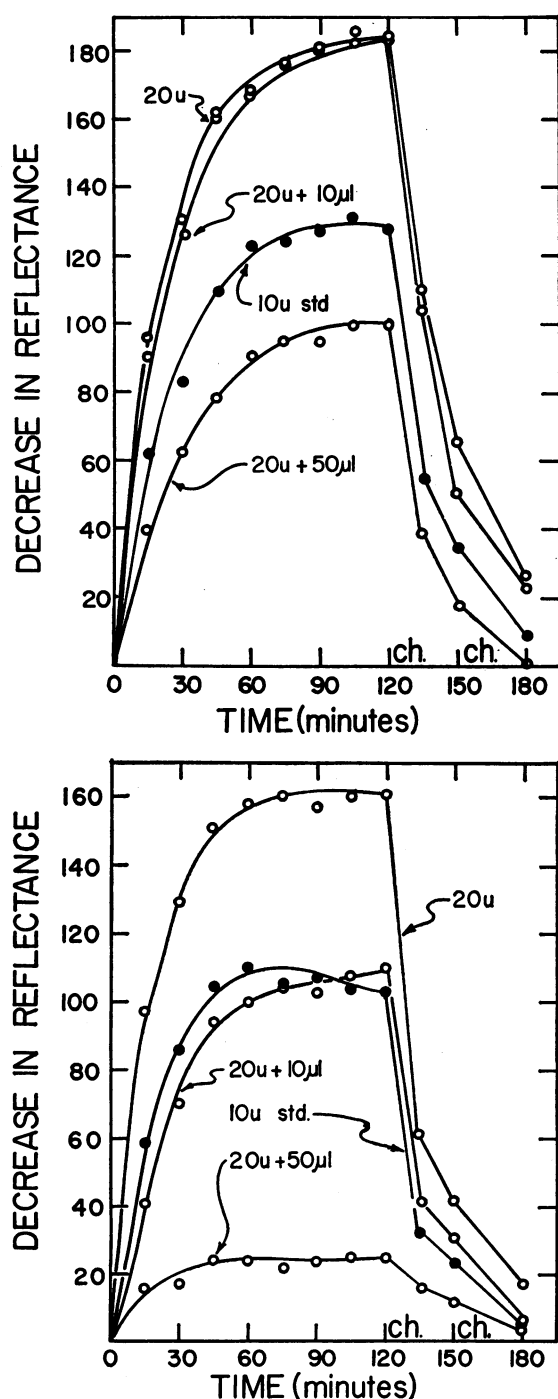 DECREASE IN REFLECTANCE
180
160
140
120
100
80
60
40
20
20u
20u + 10µl
10u std
20u + 50µl
ch. ch.
0 30 60 90 120 150 180
TIME (minutes)
DECREASE IN REFLECTANCE
160
140
120
100
80
60
40
20
20u
20u + 10µl
10u std.
20u + 50µl
ch. ch.
0 30 60 90 120 150 180
TIME (minutes)